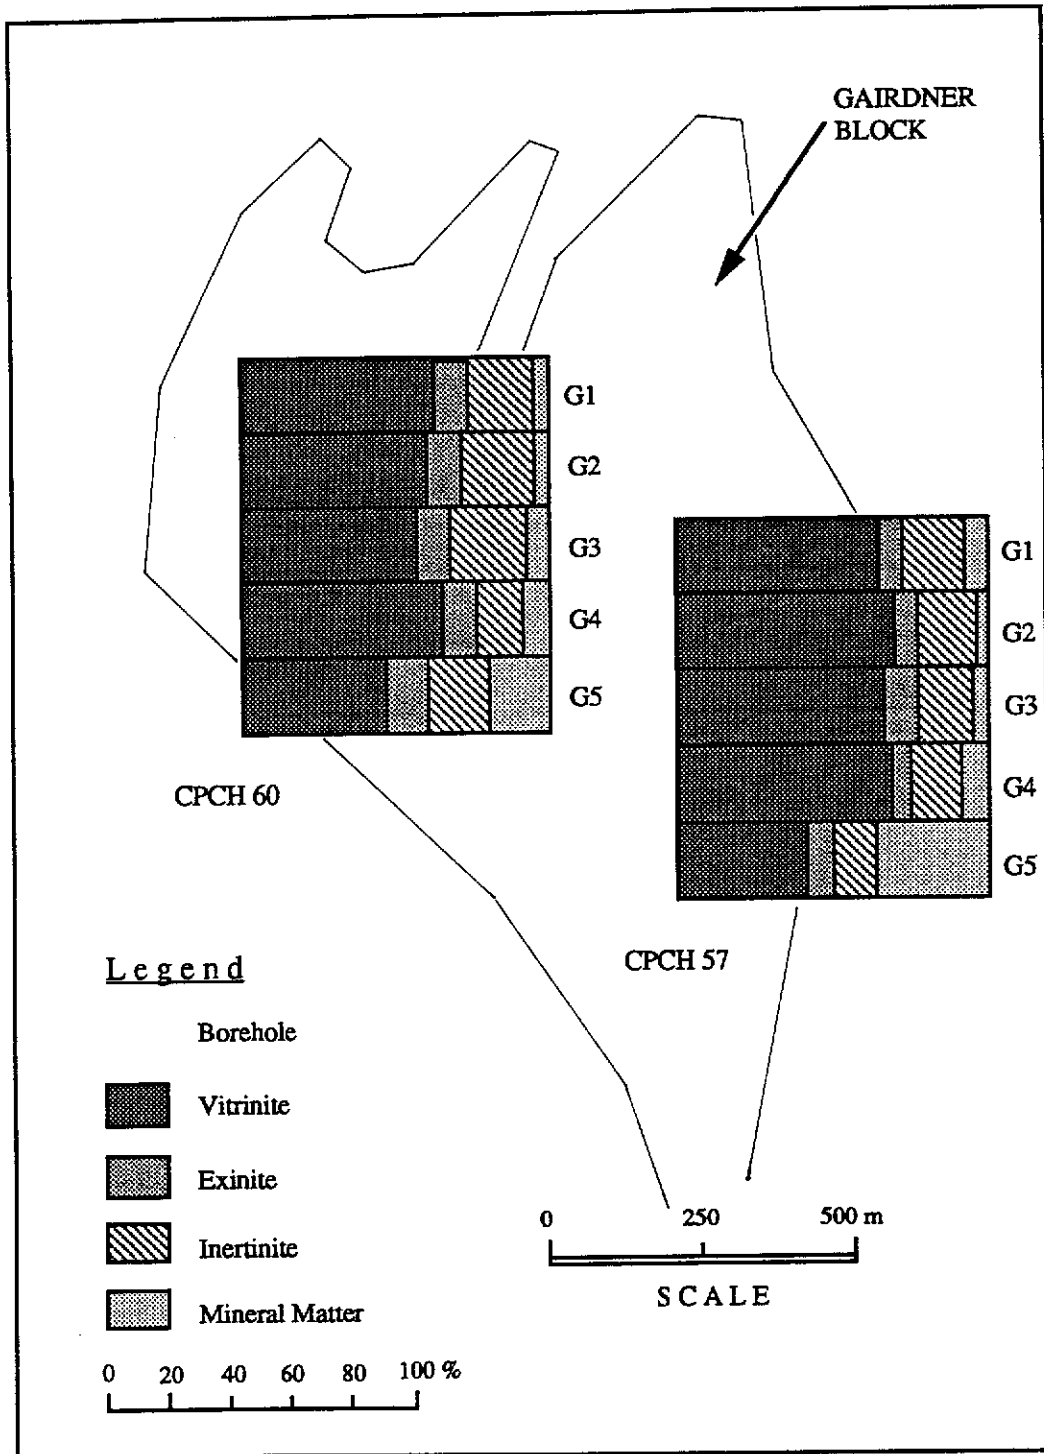 GAIRDNER
BLOCK
G1
G2
G3
G4
G5
CPCH 60
G1
G2
G3
G4
G5
CPCH 57
Legend
Borehole
Vitrinite
Exinite
Inertinite
Mineral Matter
0 20 40 60 80 100 %
0 250 500 m
SCALE